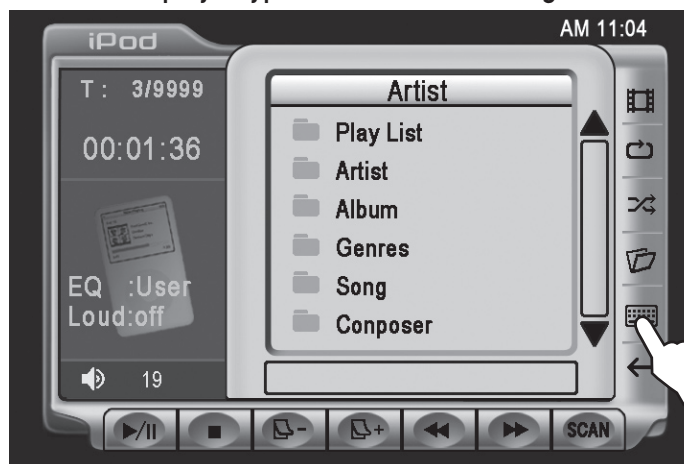 AM 11:04
iPod
T : 3/9999
00:01:36
EQ :User
Loud:off
19
Artist
Play List
Artist
Album
Genres
Song
Conposer
SCAN